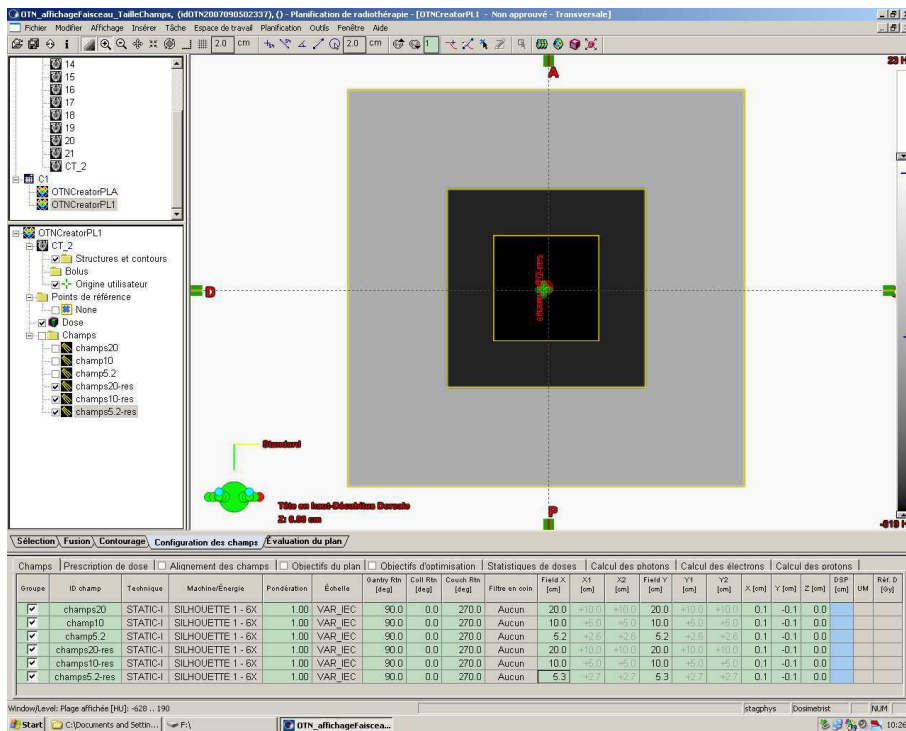 OTN_affichageFaisceau_TailleChamps, (idOTN2007090502337), () - Planification de radiothérapie - [OTNCreatorPL1 - Non approuvé - Transversale]
Fichier Modifier Affichage Insérer Tâche Espace de travail Planification Outils Fenêtre Aide
2.0 cm 2.0 cm 1
14
15
16
17
18
19
20
21
CT_2
C1
OTNCreatorPLA
OTNCreatorPL1
OTNCreatorPL1
CT_2
Structures et contours
Bolus
Origine utilisateur
Points de référence
None
Dose
Champs
champs20
champ10
champ5.2
champs20-res
champs10-res
champs5.2-res
A
23 H
D
champs20-res
Standard
Tête en haut-Décubitus Dorsale
Z: 0.00 cm
P
-619 H
Sélection Fusion Contourage Configuration des champs Évaluation du plan
Champs Prescription de dose Alignement des champs Objectifs du plan Objectifs d'optimisation Statistiques de doses Calcul des photons Calcul des électrons Calcul des protons
Groupe ID champ Technique Machine/Énergie Pondération Échelle Gantry Rtn [deg] Coll Rtn [deg] Couch Rtn [deg] Filtre en coin Field X [cm] X1 [cm] X2 [cm] Field Y [cm] Y1 [cm] Y2 [cm] X [cm] Y [cm] Z [cm] DSP [cm] UM Réf. D [Gy]
champs20 STATIC-I SILHOUETTE 1 - 6X 1.00 VAR_IEC 90.0 0.0 270.0 Aucun 20.0 +10.0 +10.0 20.0 +10.0 +10.0 0.1 -0.1 0.0
champ10 STATIC-I SILHOUETTE 1 - 6X 1.00 VAR_IEC 90.0 0.0 270.0 Aucun 10.0 +5.0 +5.0 10.0 +5.0 +5.0 0.1 -0.1 0.0
champ5.2 STATIC-I SILHOUETTE 1 - 6X 1.00 VAR_IEC 90.0 0.0 270.0 Aucun 5.2 +2.6 +2.6 5.2 +2.6 +2.6 0.1 -0.1 0.0
champs20-res STATIC-I SILHOUETTE 1 - 6X 1.00 VAR_IEC 90.0 0.0 270.0 Aucun 20.0 +10.0 +10.0 20.0 +10.0 +10.0 0.1 -0.1 0.0
champs10-res STATIC-I SILHOUETTE 1 - 6X 1.00 VAR_IEC 90.0 0.0 270.0 Aucun 10.0 +5.0 +5.0 10.0 +5.0 +5.0 0.1 -0.1 0.0
champs5.2-res STATIC-I SILHOUETTE 1 - 6X 1.00 VAR_IEC 90.0 0.0 270.0 Aucun 5.3 +2.7 +2.7 5.3 +2.7 +2.7 0.1 -0.1 0.0
Window/Level: Plage affichée [HU]: -628 .. 190
stagphys Dosimetrist NUM
Start C:\Documents and Settin... F:\ OTN_affichageFaiscea... 10:26